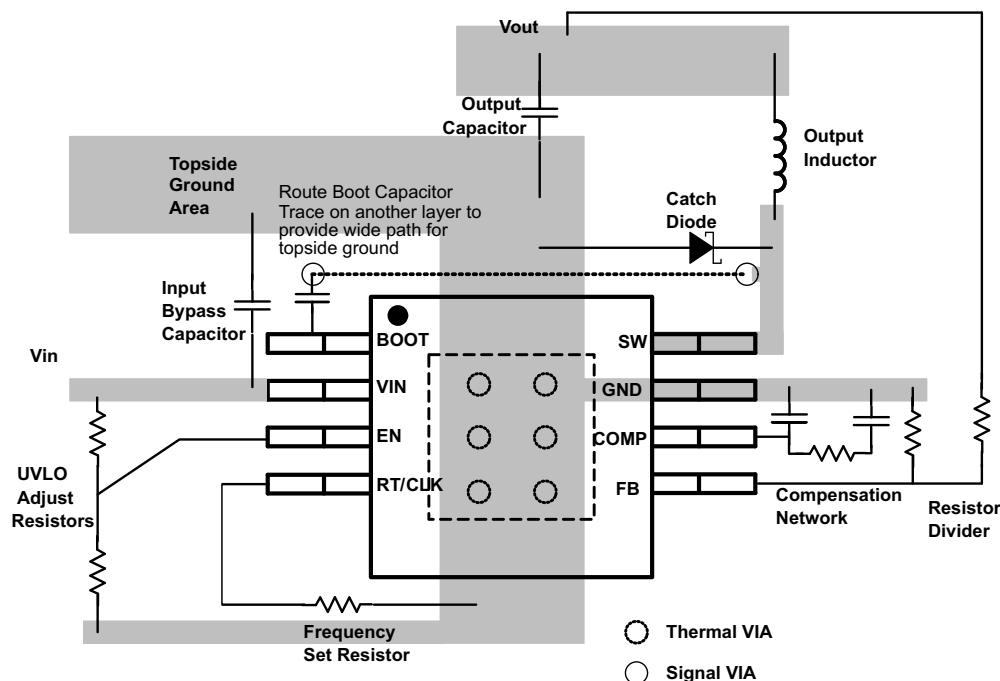 Vout
Output
Capacitor
Output
Inductor
Topside
Ground
Area
Route Boot Capacitor
Trace on another layer to
provide wide path for
topside ground
Catch
Diode
Input
Bypass
Capacitor
Vin
BOOT
VIN
EN
RT/CLK
SW
GND
COMP
FB
UVLO
Adjust
Resistors
Compensation
Network
Resistor
Divider
Frequency
Set Resistor
Thermal VIA
Signal VIA